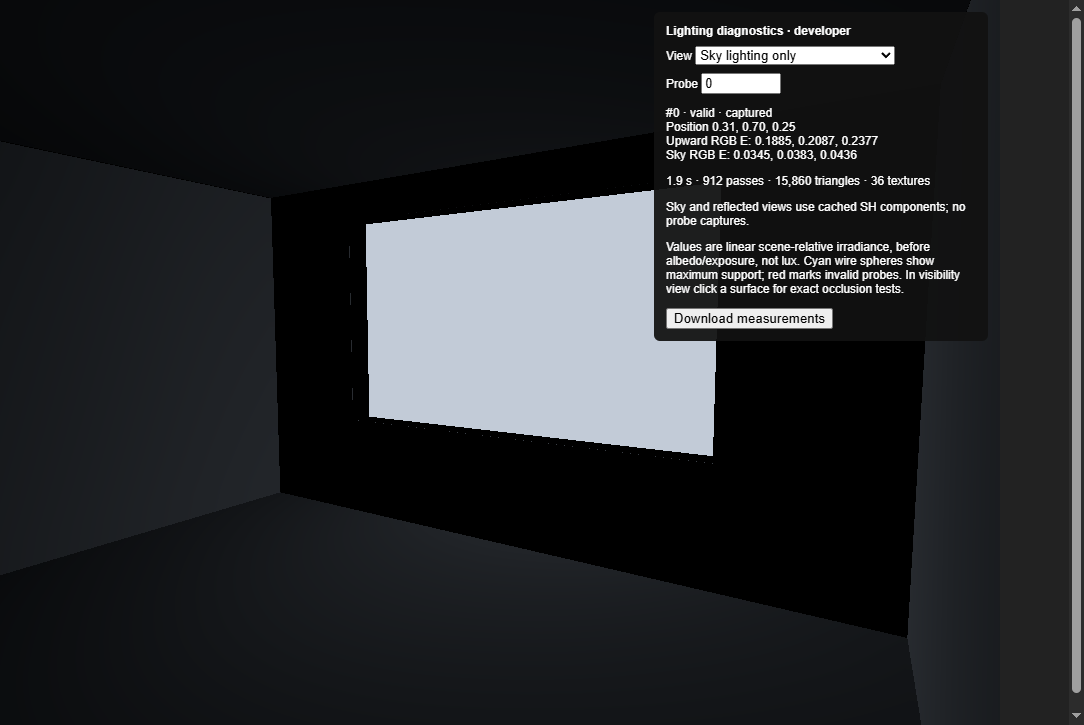 Lighting diagnostics · developer
View Sky lighting only
Probe 0
#0 · valid · captured
Position 0.31, 0.70, 0.25
Upward RGB E: 0.1885, 0.2087, 0.2377
Sky RGB E: 0.0345, 0.0383, 0.0436
1.9 s · 912 passes · 15,860 triangles · 36 textures
Sky and reflected views use cached SH components; no
probe captures.
Values are linear scene-relative irradiance, before
albedo/exposure, not lux. Cyan wire spheres show
maximum support; red marks invalid probes. In visibility
view click a surface for exact occlusion tests.
Download measurements